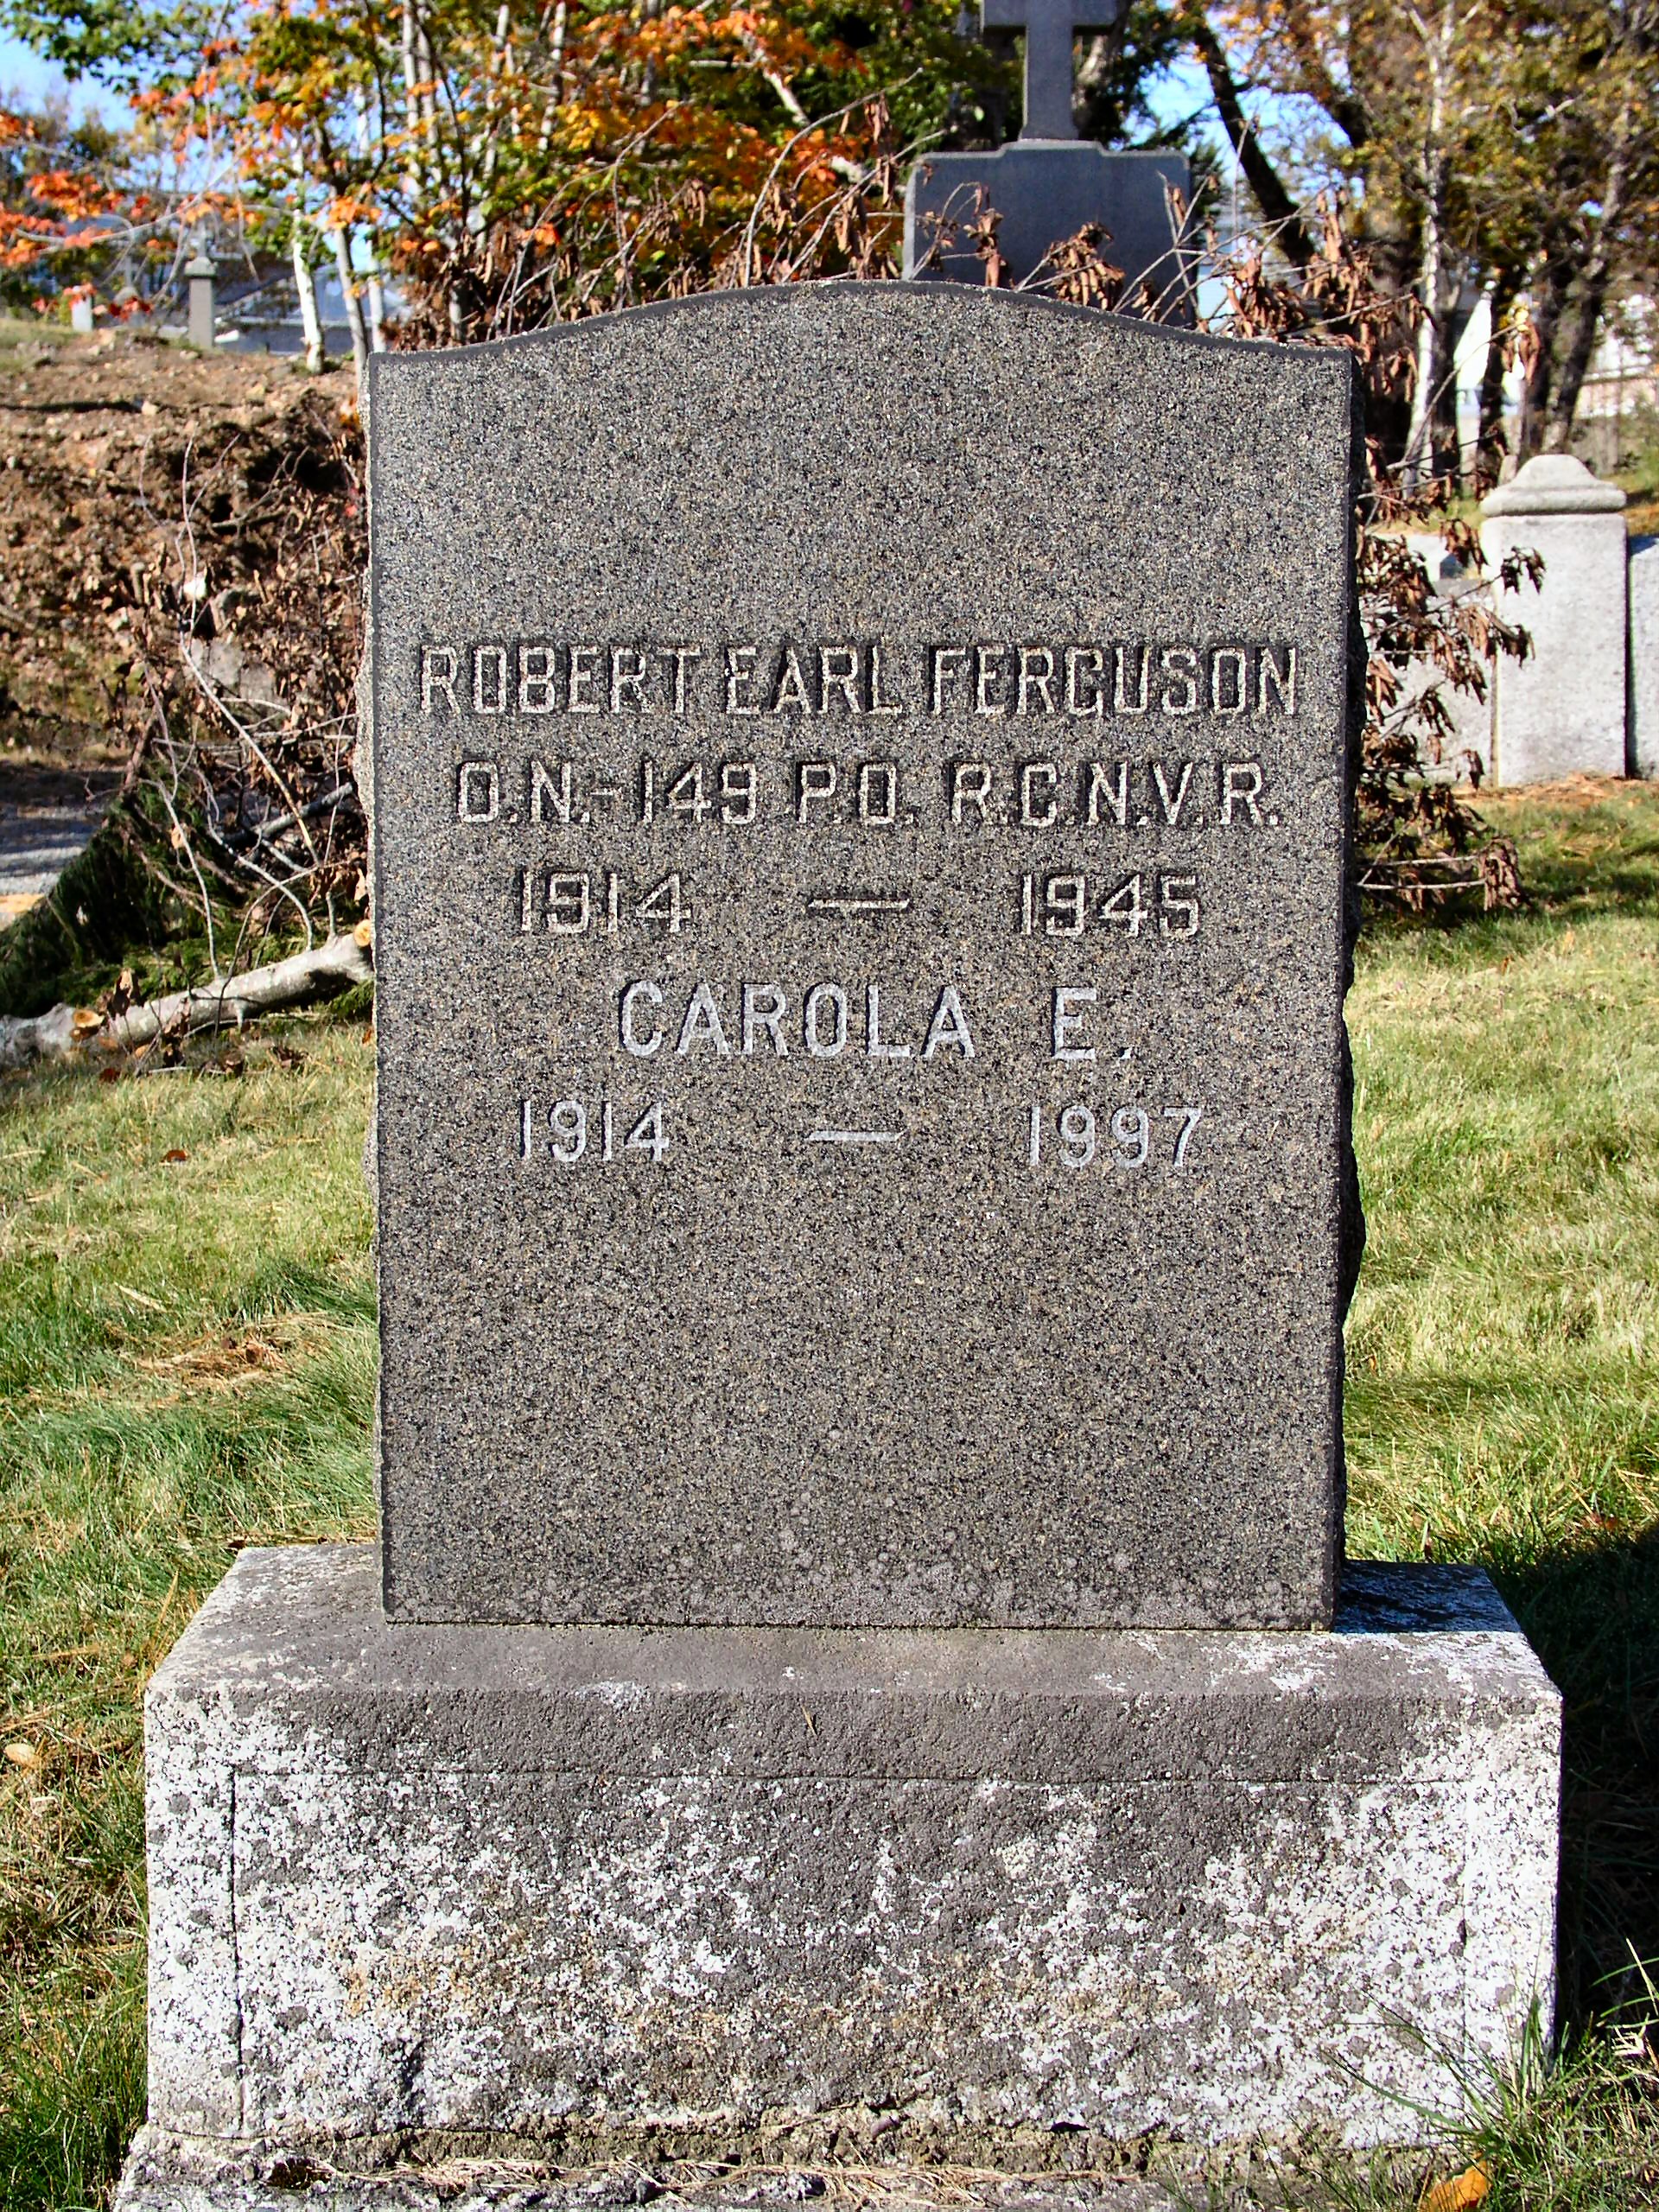 ROBERT EARL FERGUSON
O.N.-149 P.O. R.C.N.V.R.
1914 — 1945
CAROLA E.
1914 — 1997